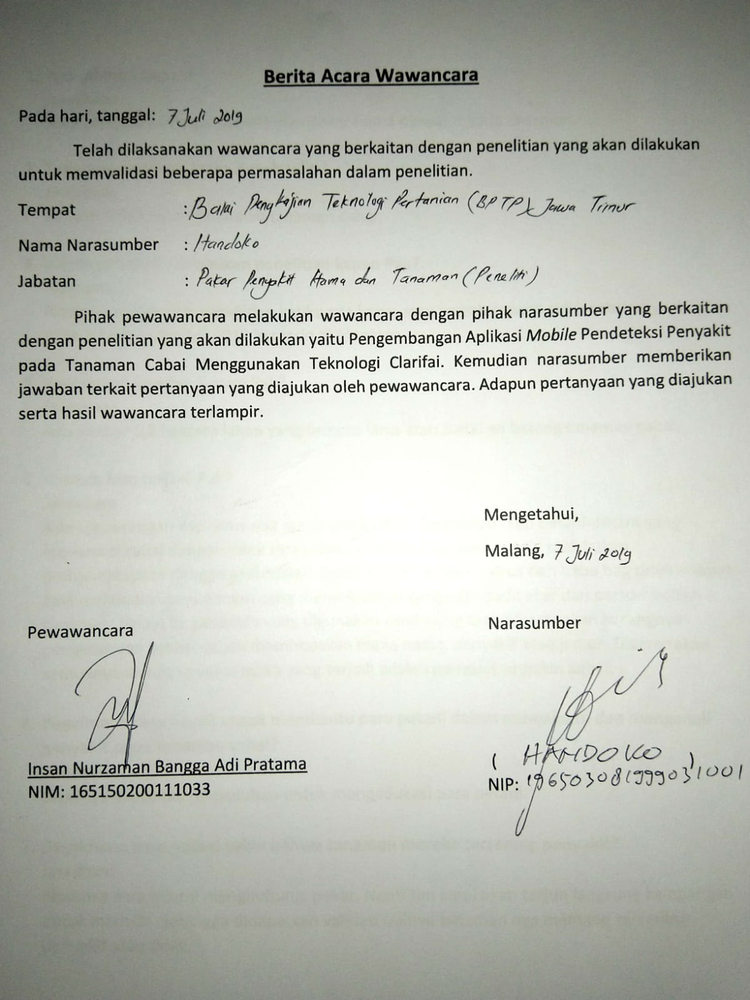 Berita Acara Wawancara
Pada hari, tanggal: 7 Juli 2019
Telah dilaksanakan wawancara yang berkaitan dengan penelitian yang akan dilakukan
untuk memvalidasi beberapa permasalahan dalam penelitian.
Tempat : Balai Pengkajian Teknologi Pertanian (BPTP) Jawa Timur
Nama Narasumber : Handoko
Jabatan : Pakar Penyakit Hama dan Tanaman (Peneliti)
Pihak pewawancara melakukan wawancara dengan pihak narasumber yang berkaitan
dengan penelitian yang akan dilakukan yaitu Pengembangan Aplikasi Mobile Pendeteksi Penyakit
pada Tanaman Cabai Menggunakan Teknologi Clarifai. Kemudian narasumber memberikan
jawaban terkait pertanyaan yang diajukan oleh pewawancara. Adapun pertanyaan yang diajukan
serta hasil wawancara terlampir.
Mengetahui,
Malang, 7 Juli 2019
Pewawancara Narasumber
Insan Nurzaman Bangga Adi Pratama ( HANDOKO )
NIM: 165150200111033 NIP: 196503081999031001